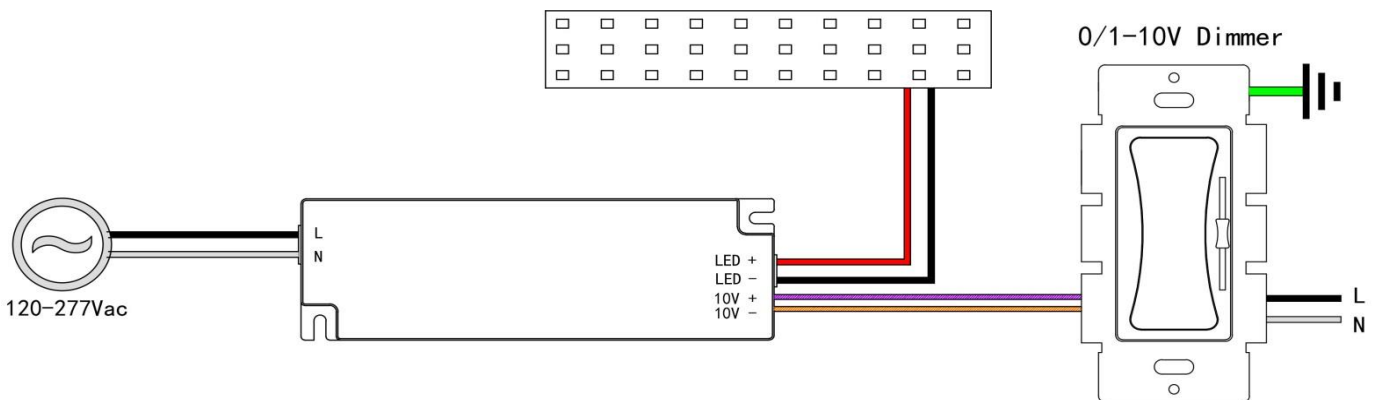 0/1-10V Dimmer
L
N
120-277Vac
LED +
LED -
10V +
10V -
L
N